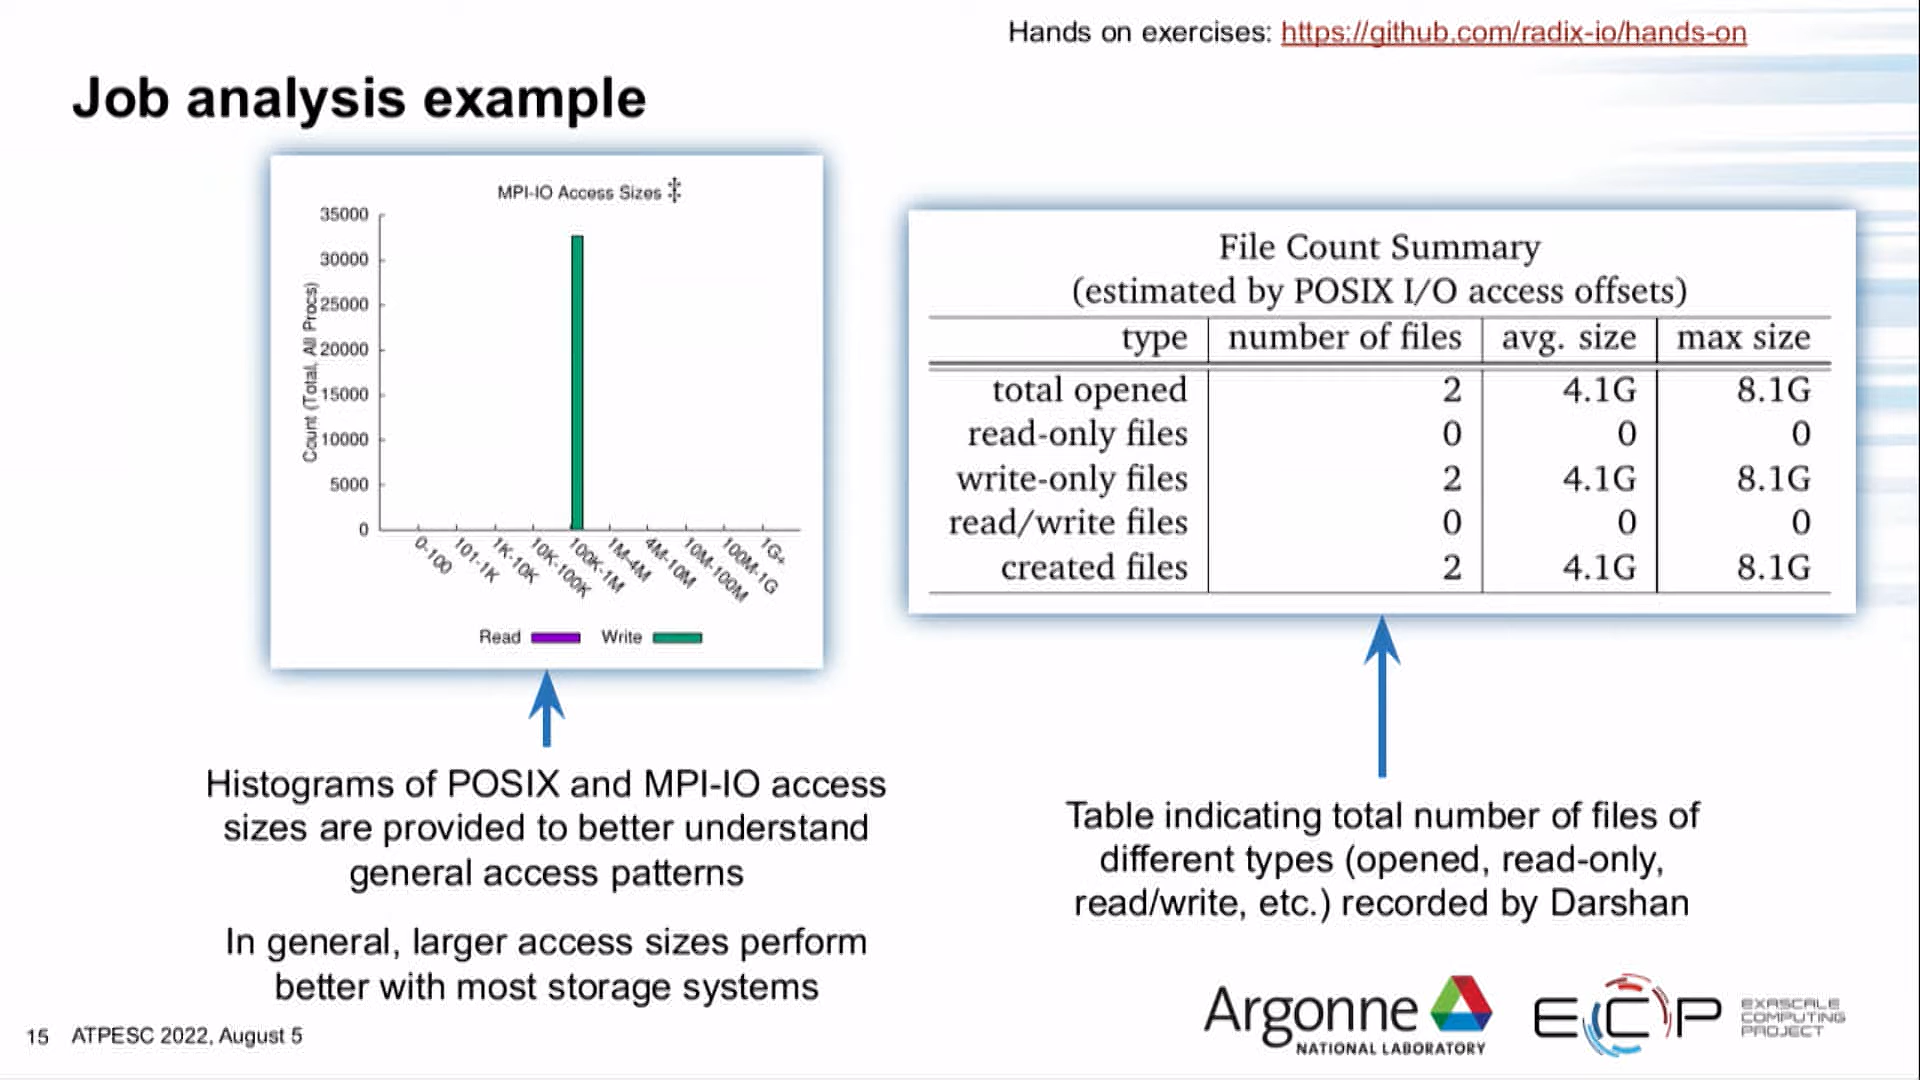 Hands on exercises: https://github.com/radix-io/hands-on
Job analysis example
MPI-IO Access Sizes ‡
Count (Total, All Procs)
35000
30000
25000
20000
15000
10000
5000
0
0-100
101-1K
1K-10K
10K-100K
100K-1M
1M-4M
4M-10M
10M-100M
100M-1G
1G+
Read Write
File Count Summary
(estimated by POSIX I/O access offsets)
type number of files avg. size max size
total opened 2 4.1G 8.1G
read-only files 0 0 0
write-only files 2 4.1G 8.1G
read/write files 0 0 0
created files 2 4.1G 8.1G
Histograms of POSIX and MPI-IO access
sizes are provided to better understand
general access patterns
In general, larger access sizes perform
better with most storage systems
Table indicating total number of files of
different types (opened, read-only,
read/write, etc.) recorded by Darshan
15 ATPESC 2022, August 5
Argonne
NATIONAL LABORATORY
ECP
EXASCALE
COMPUTING
PROJECT